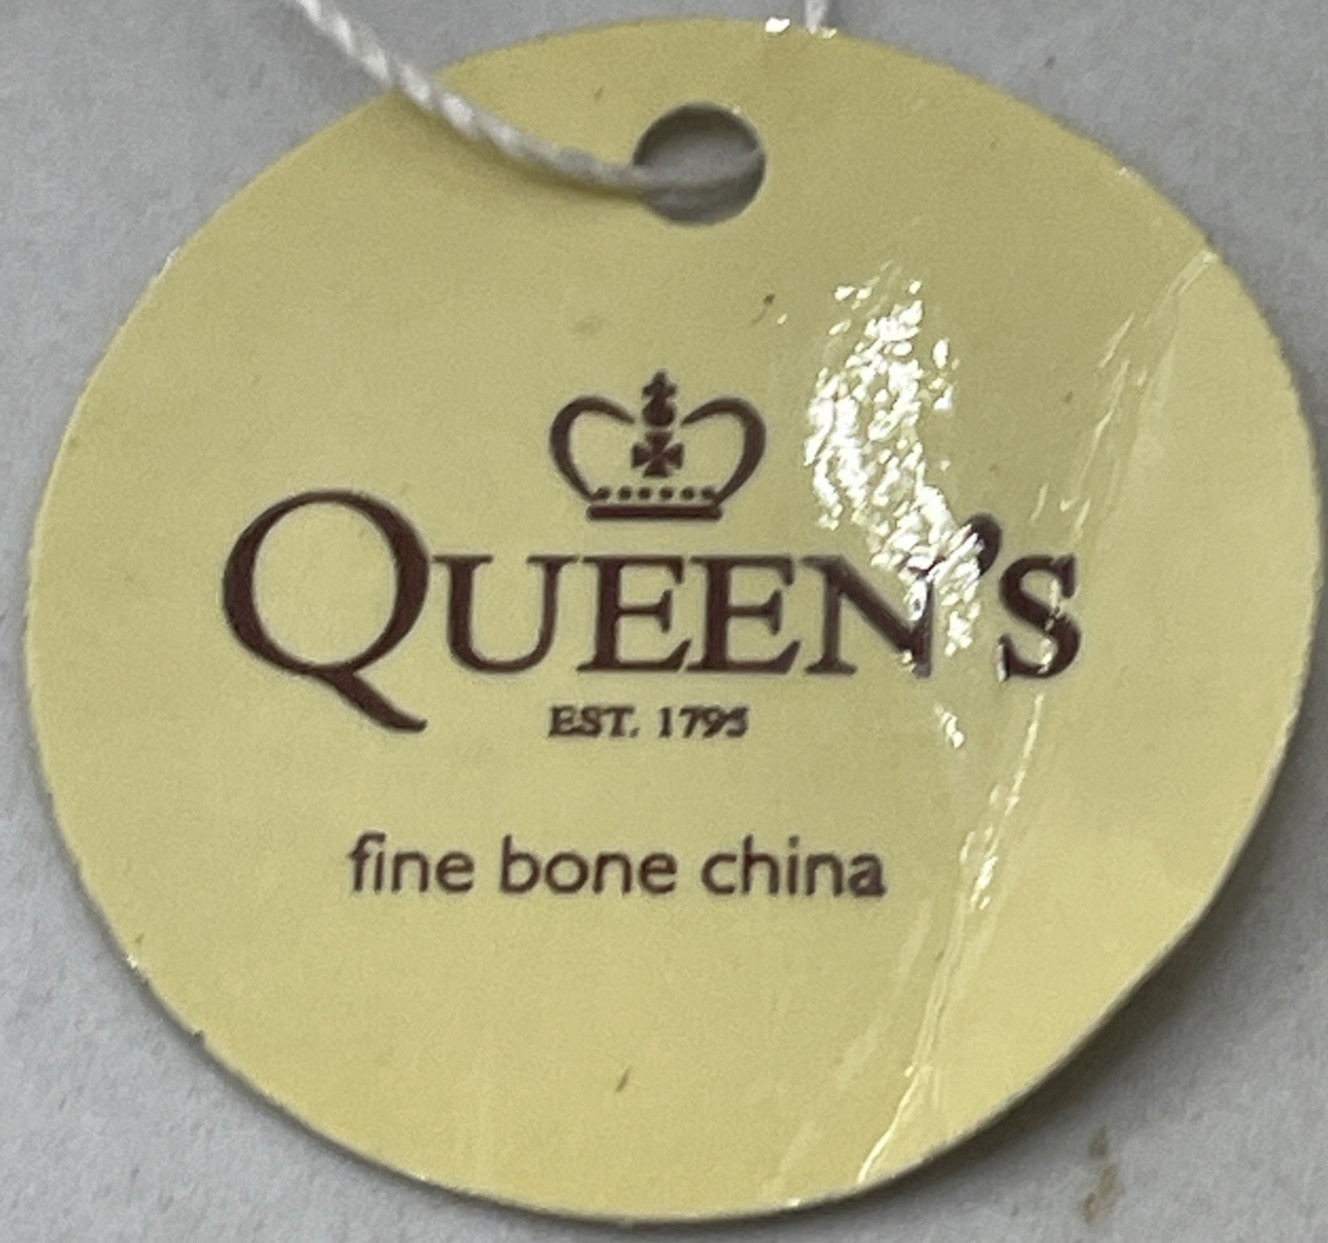 QUEEN'S
EST. 1795
fine bone china